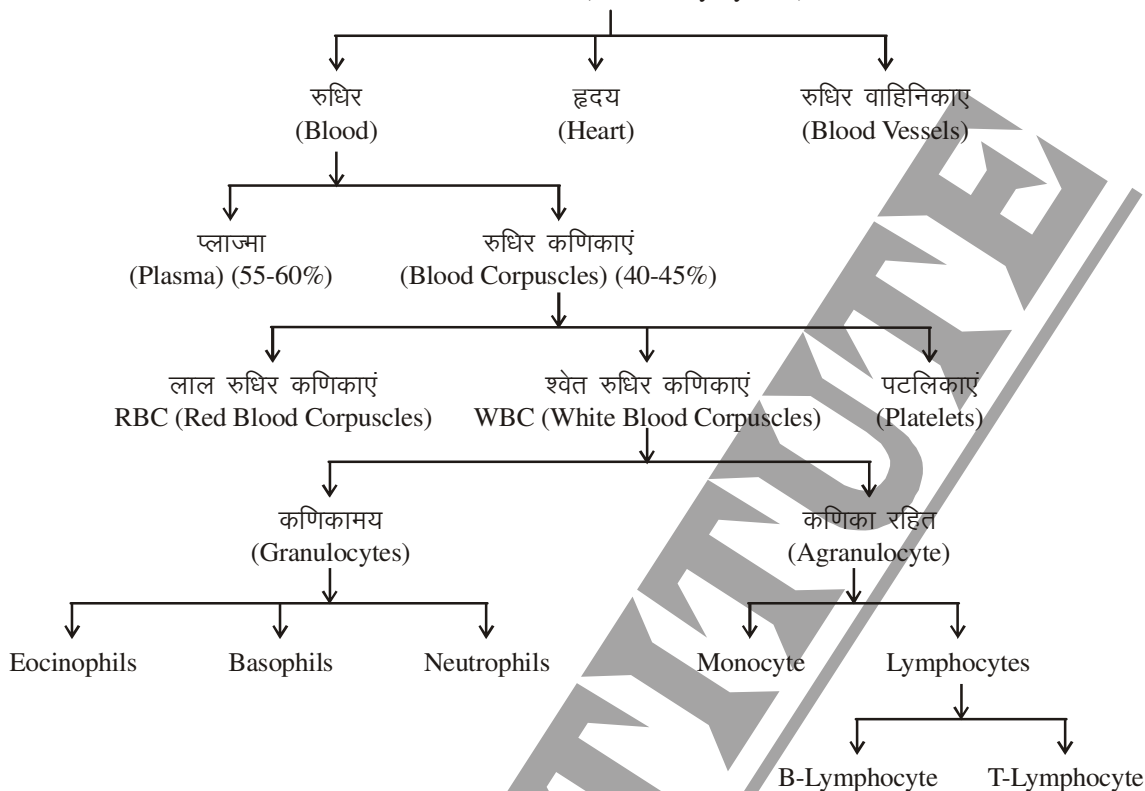 रुधिर
(Blood)
हृदय
(Heart)
रुधिर वाहिनिकाए
(Blood Vessels)
प्लाज्मा
(Plasma) (55-60%)
रुधिर कणिकाएं
(Blood Corpuscles) (40-45%)
लाल रुधिर कणिकाएं
RBC (Red Blood Corpuscles)
श्वेत रुधिर कणिकाएं
WBC (White Blood Corpuscles)
पटलिकाएं
(Platelets)
कणिकामय
(Granulocytes)
कणिका रहित
(Agranulocyte)
Eocinophils
Basophils
Neutrophils
Monocyte
Lymphocytes
B-Lymphocyte
T-Lymphocyte